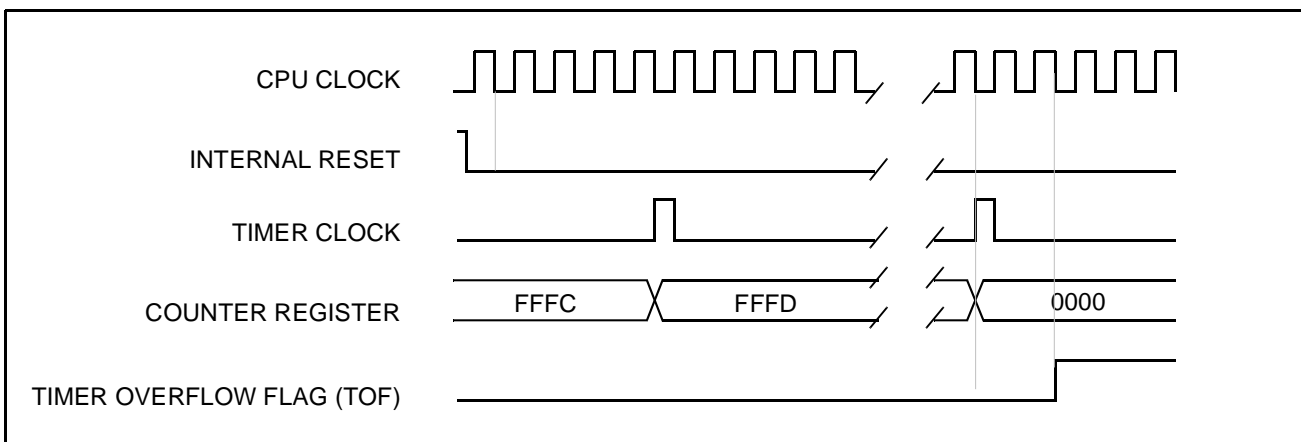 CPU CLOCK
INTERNAL RESET
TIMER CLOCK
COUNTER REGISTER
FFFC
FFFD
0000
TIMER OVERFLOW FLAG (TOF)